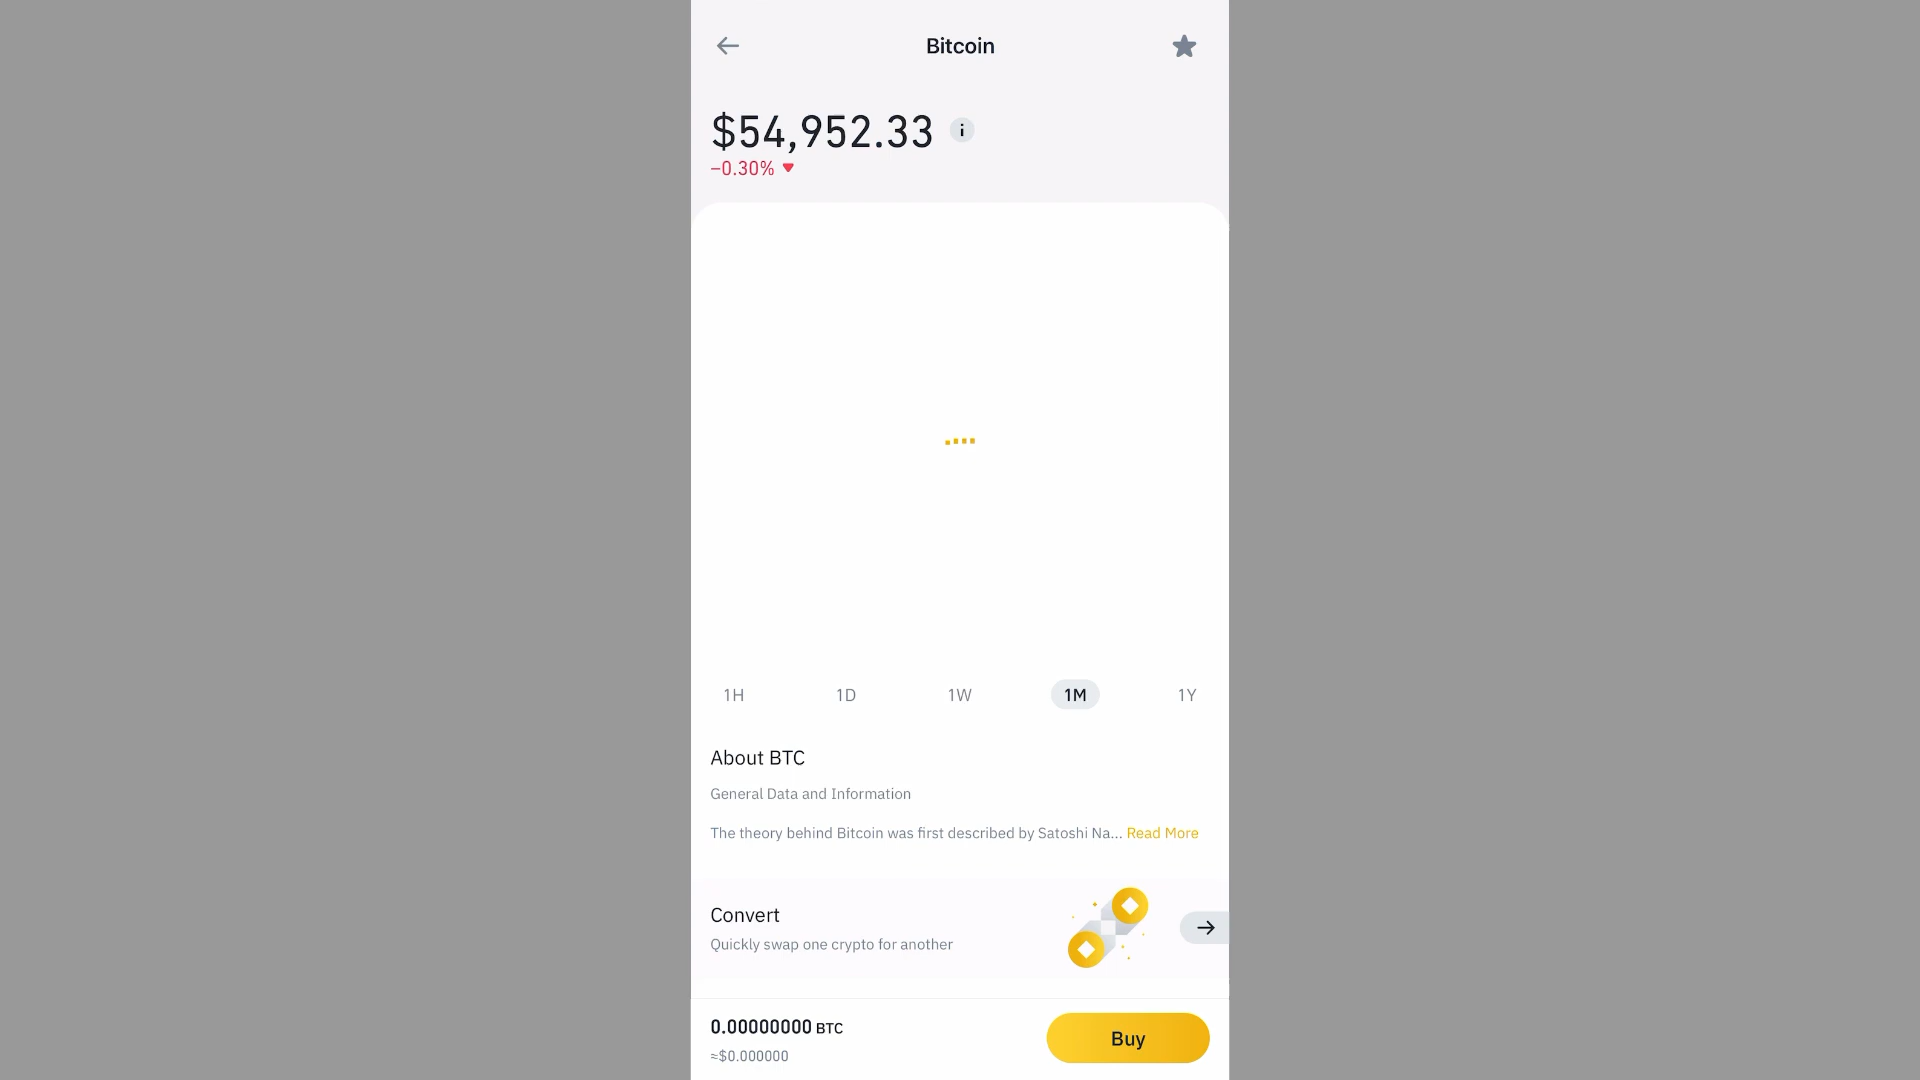 Bitcoin
$54,952.33 i
−0.30%
1H 1D 1W 1M 1Y
About BTC
General Data and Information
The theory behind Bitcoin was first described by Satoshi Na... Read More
Convert
Quickly swap one crypto for another
0.00000000 BTC
≈$0.000000
Buy